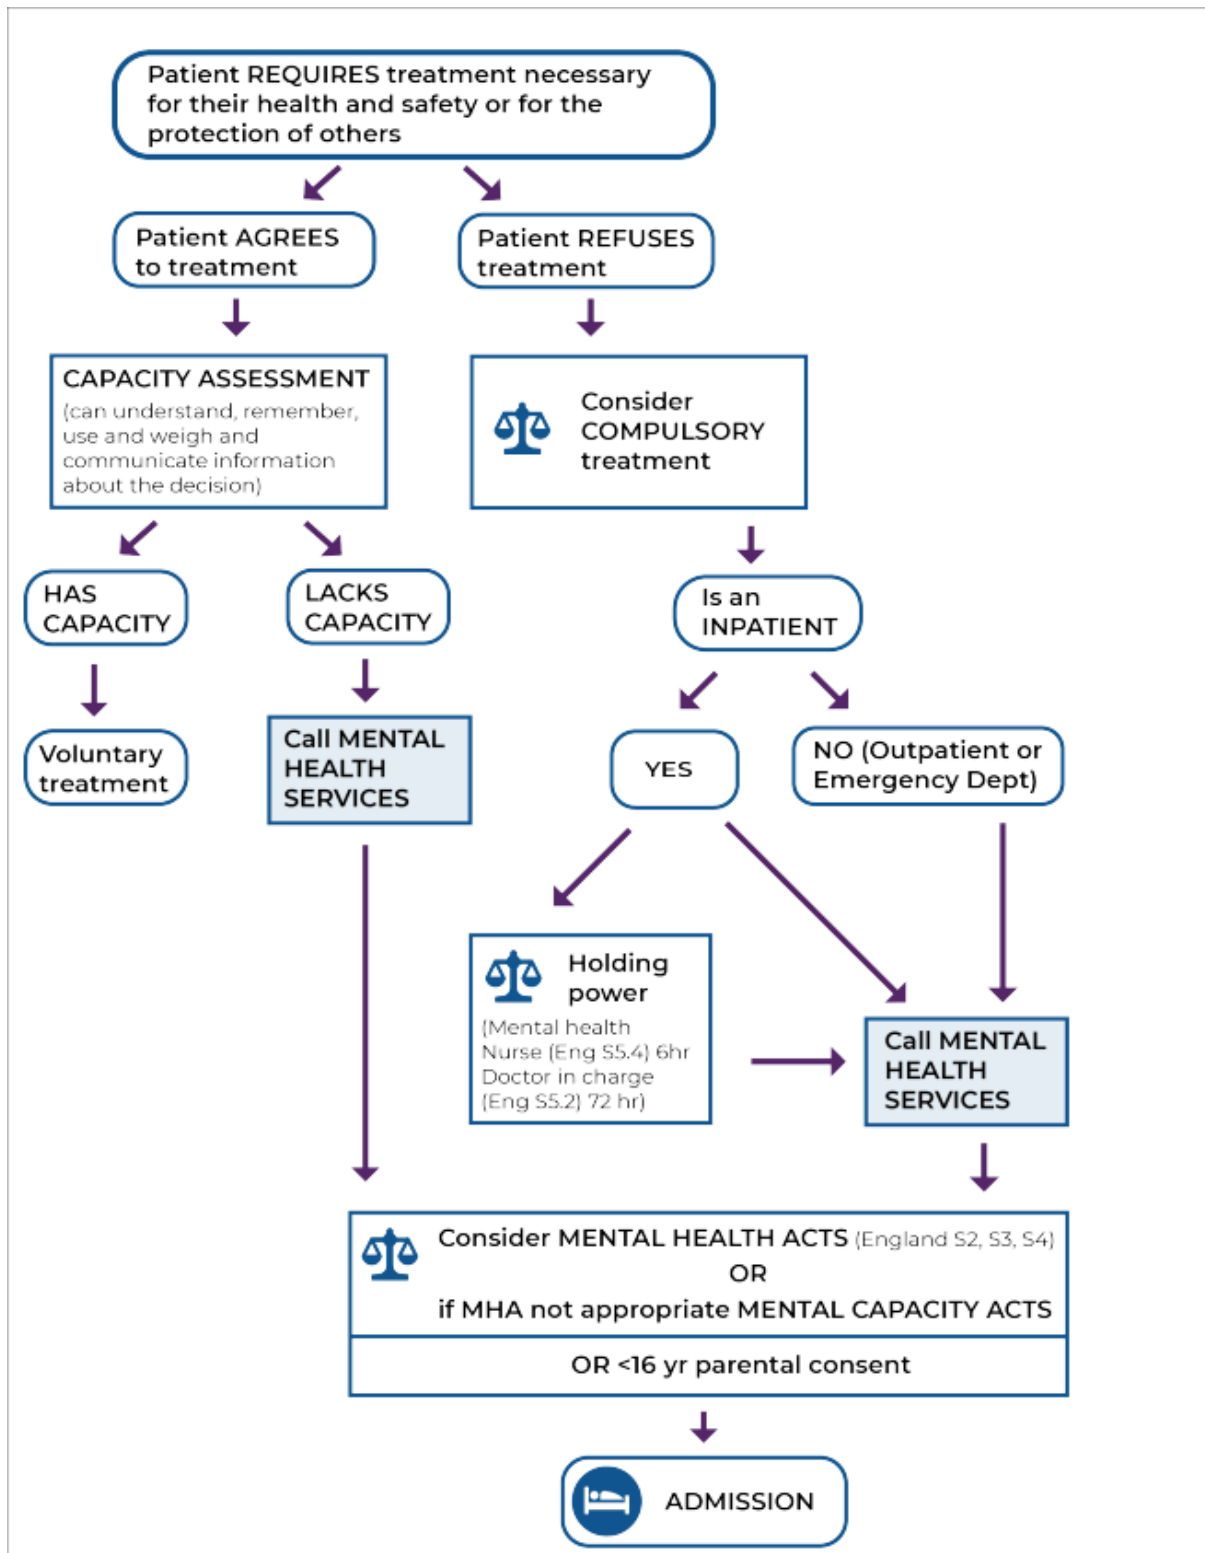 Patient REQUIRES treatment necessary
for their health and safety or for the
protection of others
Patient AGREES
to treatment
Patient REFUSES
treatment
CAPACITY ASSESSMENT
(can understand, remember,
use and weigh and
communicate information
about the decision)
Consider
COMPULSORY
treatment
HAS
CAPACITY
LACKS
CAPACITY
Is an
INPATIENT
Voluntary
treatment
Call MENTAL
HEALTH
SERVICES
YES
NO (Outpatient or
Emergency Dept)
Holding
power
(Mental health
Nurse (Eng S5.4) 6hr
Doctor in charge
(Eng S5.2) 72 hr)
Call MENTAL
HEALTH
SERVICES
Consider MENTAL HEALTH ACTS (England S2, S3, S4)
OR
if MHA not appropriate MENTAL CAPACITY ACTS
OR <16 yr parental consent
ADMISSION